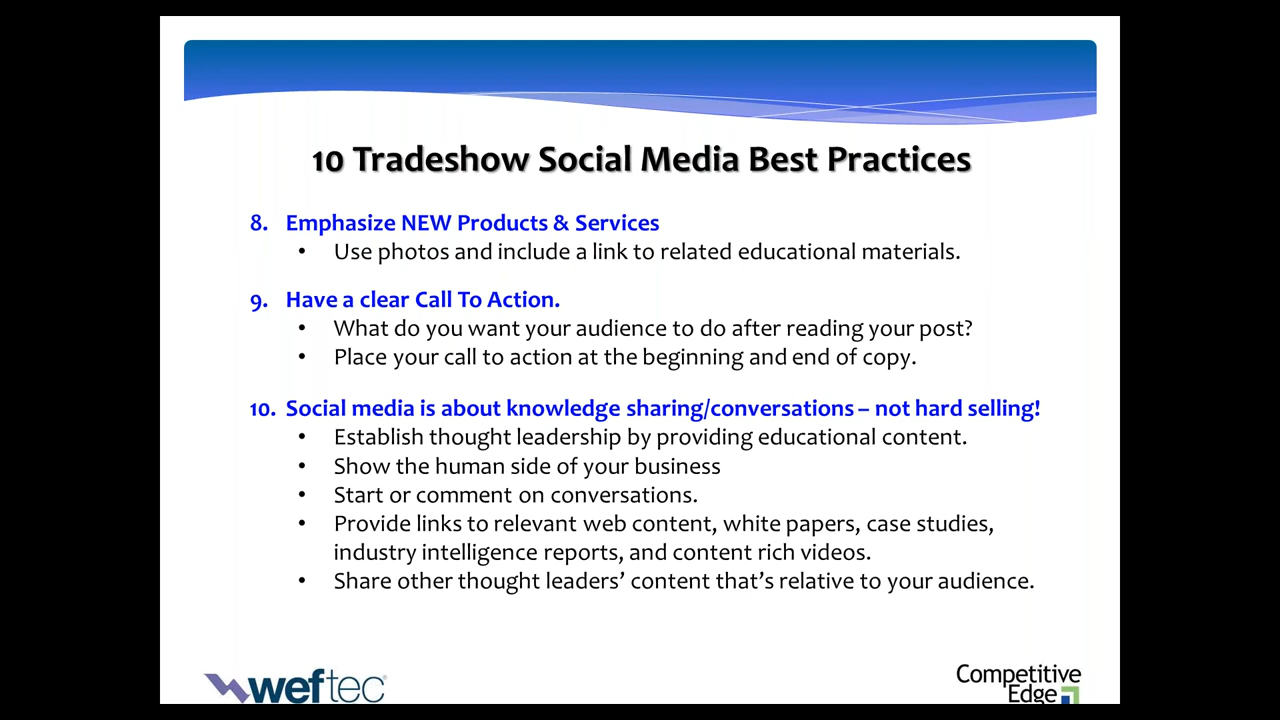 10 Tradeshow Social Media Best Practices
8. Emphasize NEW Products & Services
• Use photos and include a link to related educational materials.
9. Have a clear Call To Action.
• What do you want your audience to do after reading your post?
• Place your call to action at the beginning and end of copy.
10. Social media is about knowledge sharing/conversations – not hard selling!
• Establish thought leadership by providing educational content.
• Show the human side of your business
• Start or comment on conversations.
• Provide links to relevant web content, white papers, case studies,
industry intelligence reports, and content rich videos.
• Share other thought leaders’ content that’s relative to your audience.
weftec®
Competitive
Edge